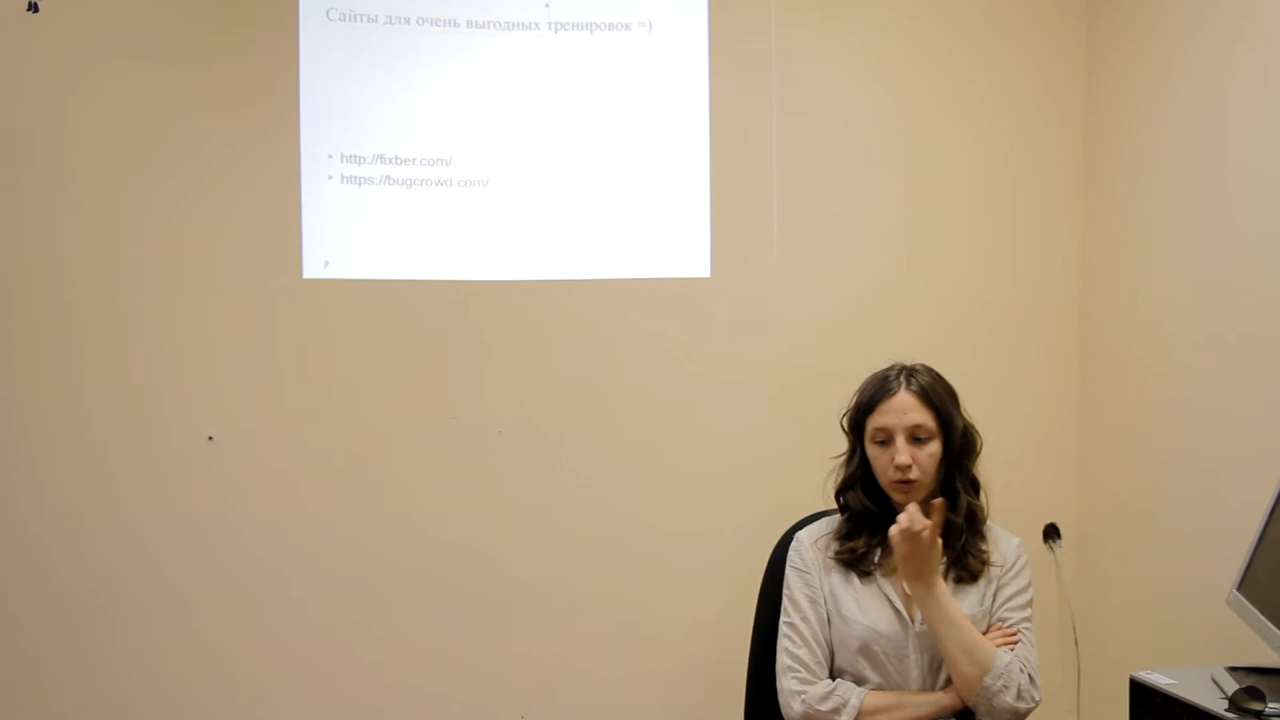 Сайты для очень выгодных тренировок =)
http://fixber.com/
https://bugcrowd.com/